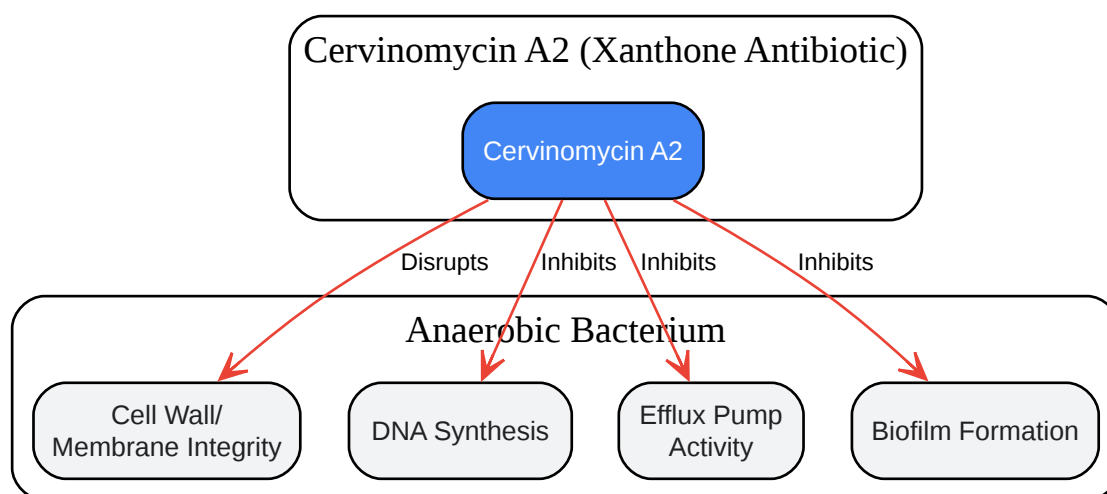 Cervinomycin A2 (Xanthone Antibiotic)
Cervinomycin A2
Disrupts
Inhibits
Inhibits
Inhibits
Anaerobic Bacterium
Cell Wall/
Membrane Integrity
DNA Synthesis
Efflux Pump
Activity
Biofilm Formation